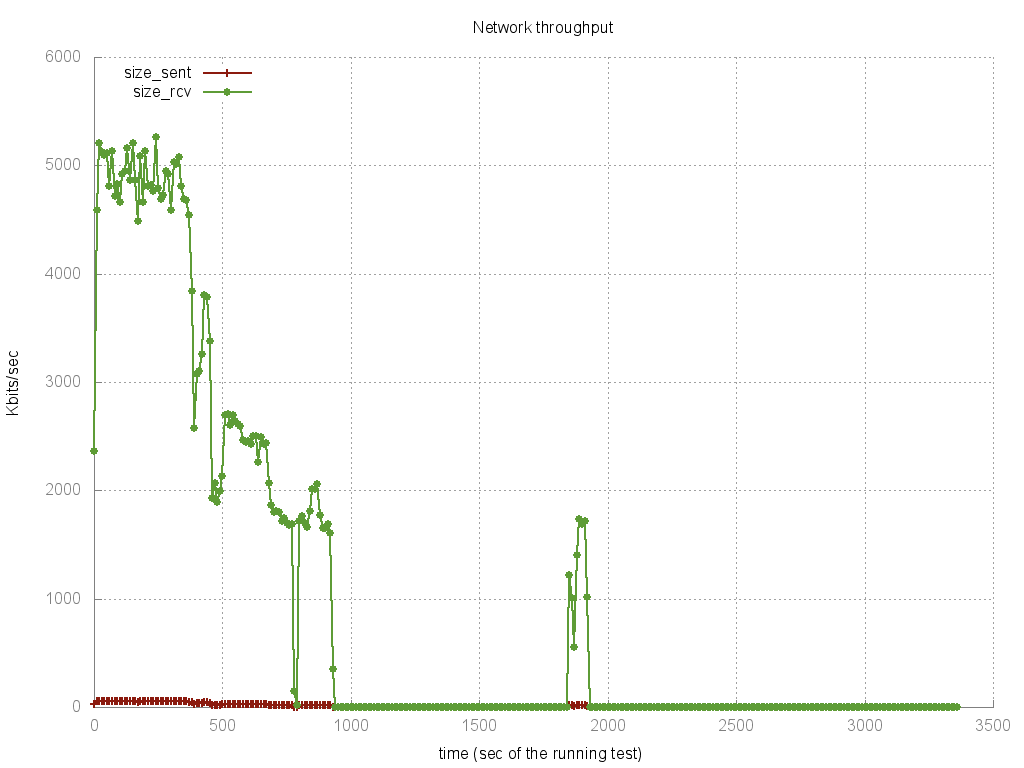 Network throughput
6000
5000
4000
3000
2000
1000
0
Kbits/sec
size_sent
size_rcv
0 500 1000 1500 2000 2500 3000 3500
time (sec of the running test)